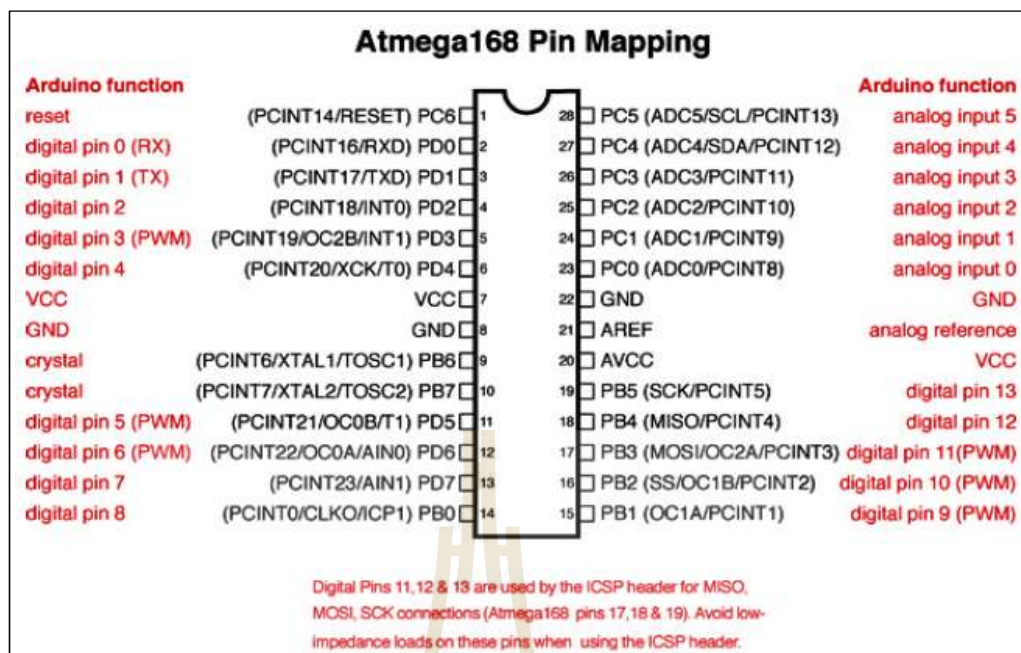 Atmega168 Pin Mapping
Arduino function Arduino function
reset (PCINT14/RESET) PC6 1 28 PC5 (ADC5/SCL/PCINT13) analog input 5
digital pin 0 (RX) (PCINT16/RXD) PD0 2 27 PC4 (ADC4/SDA/PCINT12) analog input 4
digital pin 1 (TX) (PCINT17/TXD) PD1 3 26 PC3 (ADC3/PCINT11) analog input 3
digital pin 2 (PCINT18/INT0) PD2 4 25 PC2 (ADC2/PCINT10) analog input 2
digital pin 3 (PWM) (PCINT19/OC2B/INT1) PD3 5 24 PC1 (ADC1/PCINT9) analog input 1
digital pin 4 (PCINT20/XCK/T0) PD4 6 23 PC0 (ADC0/PCINT8) analog input 0
VCC VCC 7 22 GND GND
GND GND 8 21 AREF analog reference
crystal (PCINT6/XTAL1/TOSC1) PB6 9 20 AVCC VCC
crystal (PCINT7/XTAL2/TOSC2) PB7 10 19 PB5 (SCK/PCINT5) digital pin 13
digital pin 5 (PWM) (PCINT21/OC0B/T1) PD5 11 18 PB4 (MISO/PCINT4) digital pin 12
digital pin 6 (PWM) (PCINT22/OC0A/AIN0) PD6 12 17 PB3 (MOSI/OC2A/PCINT3) digital pin 11(PWM)
digital pin 7 (PCINT23/AIN1) PD7 13 16 PB2 (SS/OC1B/PCINT2) digital pin 10 (PWM)
digital pin 8 (PCINT0/CLKO/ICP1) PB0 14 15 PB1 (OC1A/PCINT1) digital pin 9 (PWM)
Digital Pins 11,12 & 13 are used by the ICSP header for MISO,
MOSI, SCK connections (Atmega168 pins 17,18 & 19). Avoid low-
impedance loads on these pins when using the ICSP header.